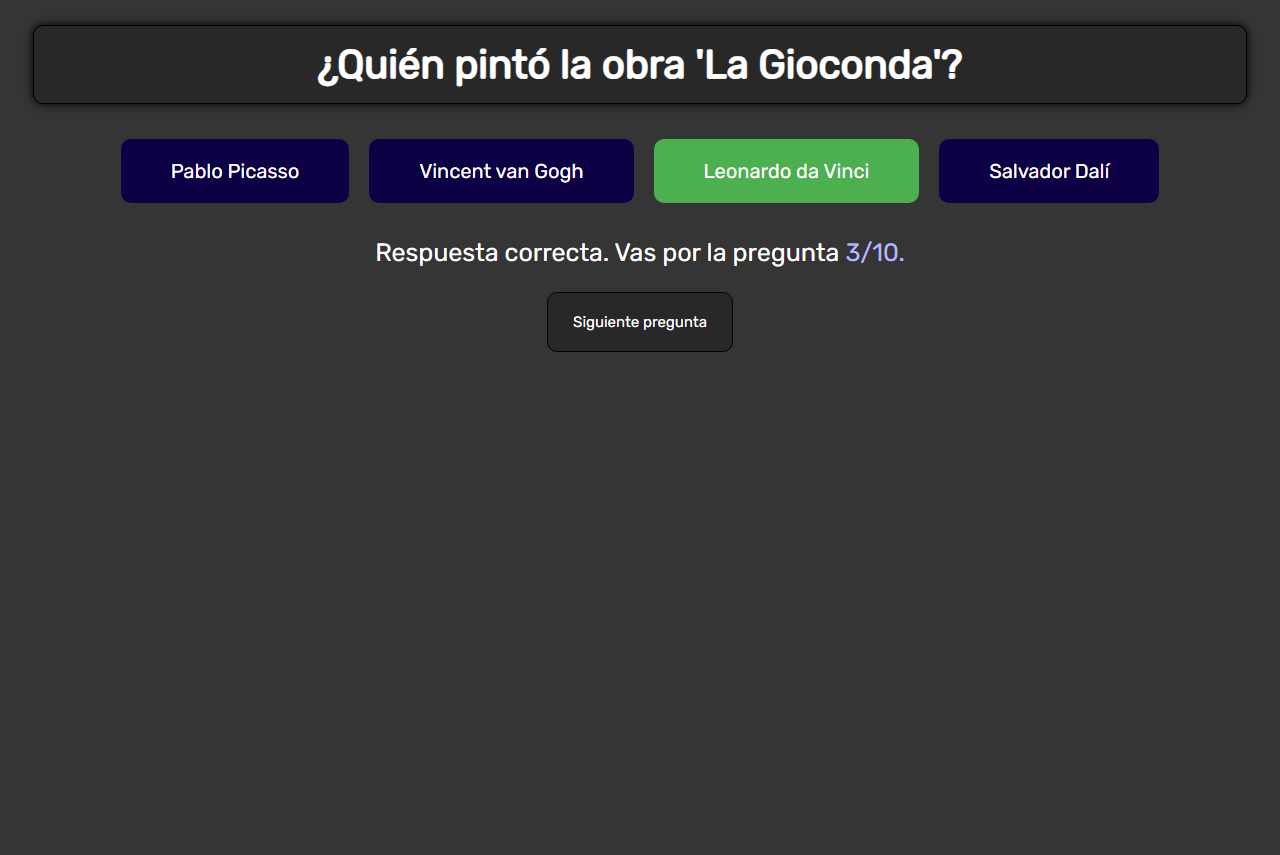 ¿Quién pintó la obra 'La Gioconda'?
Pablo Picasso
Vincent van Gogh
Leonardo da Vinci
Salvador Dalí
Respuesta correcta. Vas por la pregunta 3/10.
Siguiente pregunta